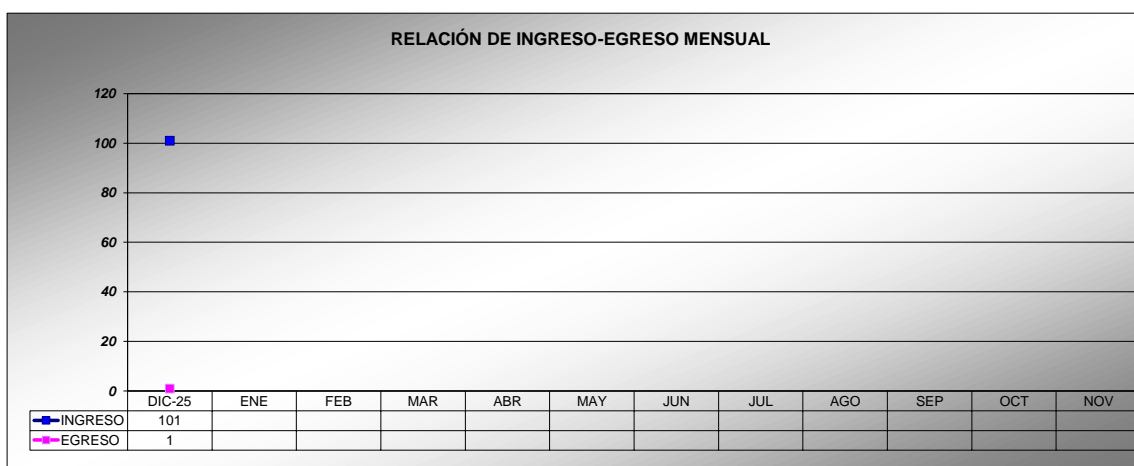 RELACIÓN DE INGRESO-EGRESO MENSUAL
120
100
80
60
40
20
0
DIC-25 ENE FEB MAR ABR MAY JUN JUL AGO SEP OCT NOV
INGRESO 101
EGRESO 1